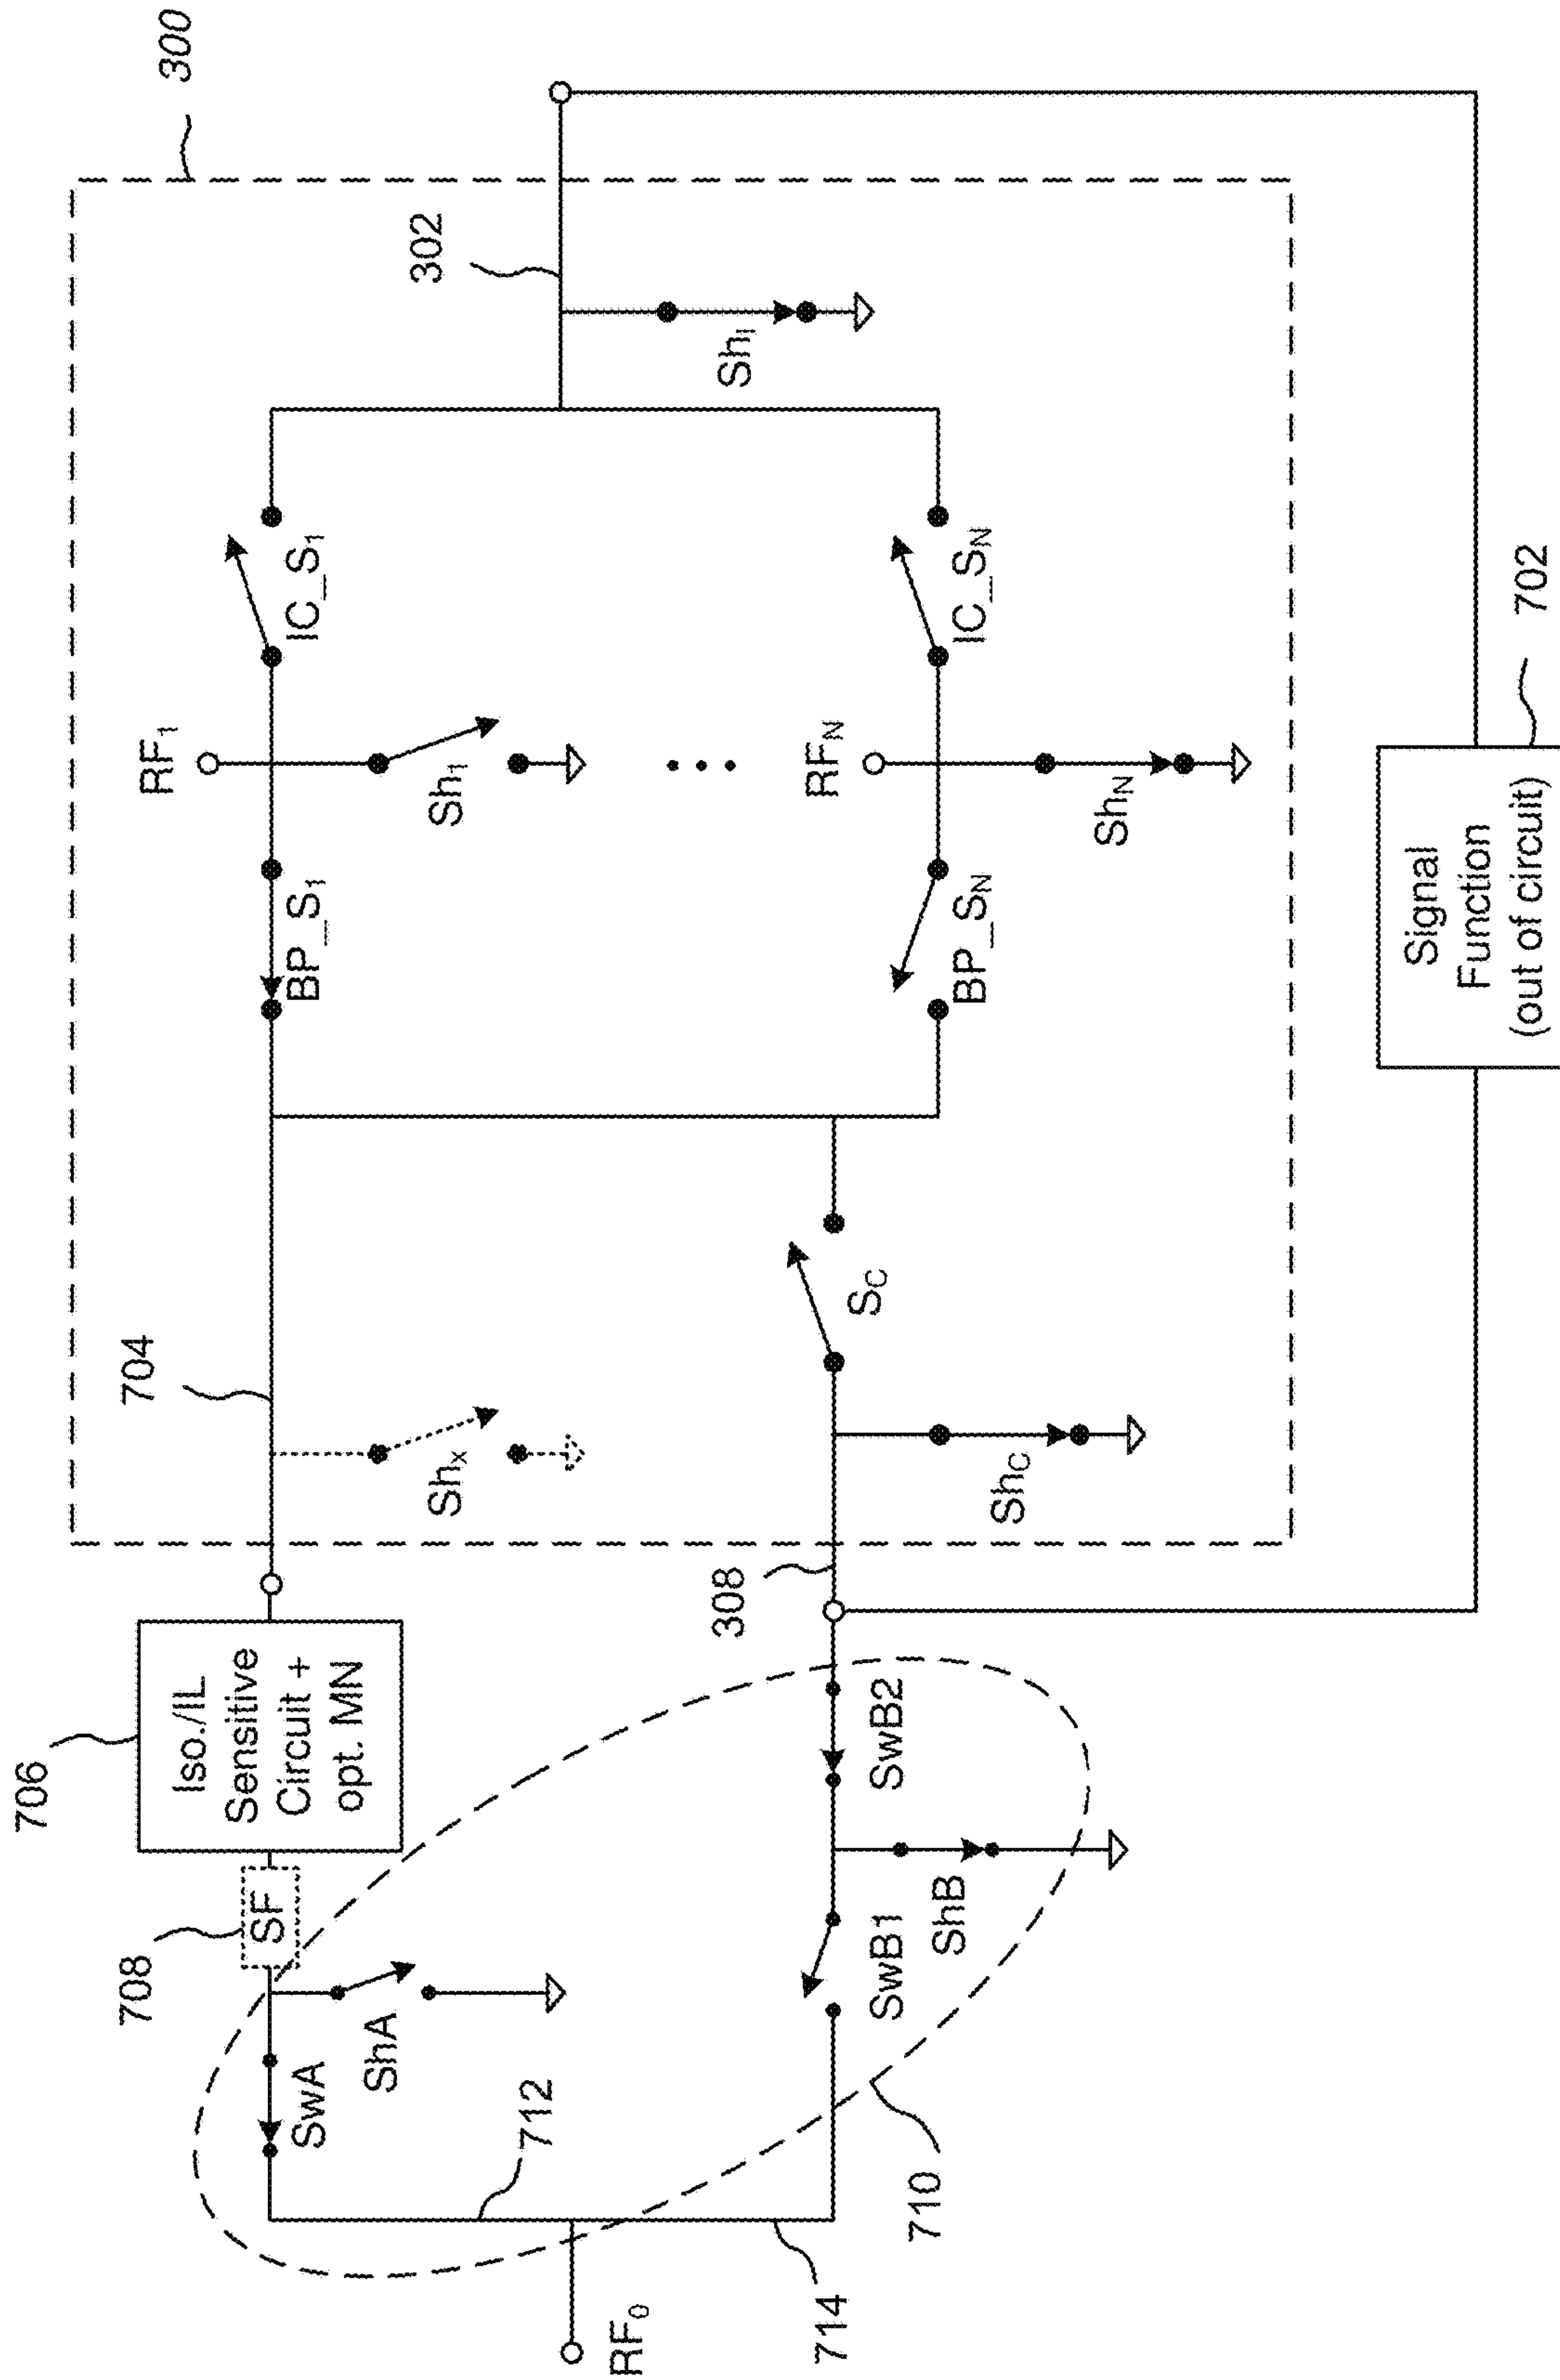 300
302
704
706
708
Iso./IL
Sensitive
Circuit +
opt. MN
SF
SwA
ShA
712
RF0
714
710
SwB1
ShB
SwB2
308
Shx
ShC
SC
BP_S1
RF1
Sh1
IC_S1
ShI
BP_SN
RFN
ShN
IC_SN
702
Signal
Function
(out of circuit)